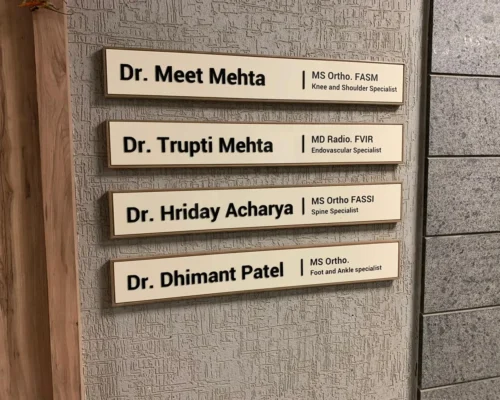 Dr. Meet Mehta | MS Ortho. FASM
Knee and Shoulder Specialist
Dr. Trupti Mehta | MD Radio. FVIR
Endovascular Specialist
Dr. Hriday Acharya | MS Ortho FASSI
Spine Specialist
Dr. Dhimant Patel | MS Ortho.
Foot and Ankle specialist